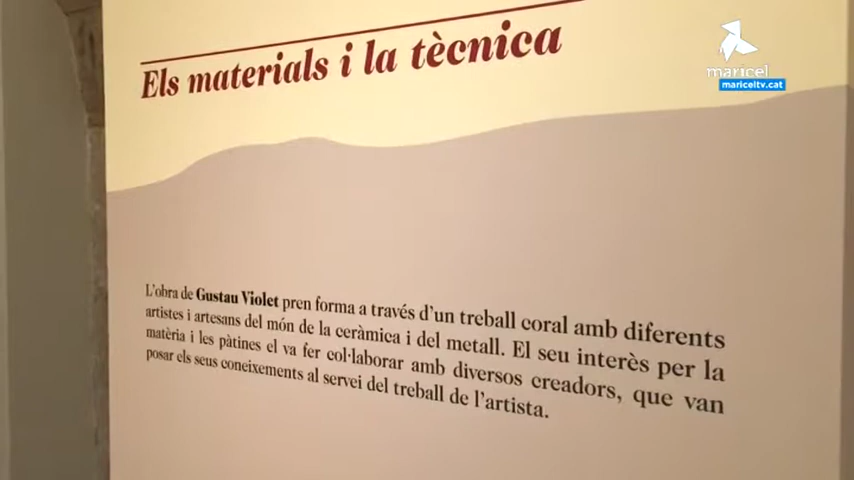 Els materials i la tècnica
maricel
mariceltv.cat
L'obra de Gustau Violet pren forma a través d'un treball coral amb diferents
artistes i artesans del món de la ceràmica i del metall. El seu interès per la
matèria i les pàtines el va fer col·laborar amb diversos creadors, que van
posar els seus coneixements al servei del treball de l'artista.